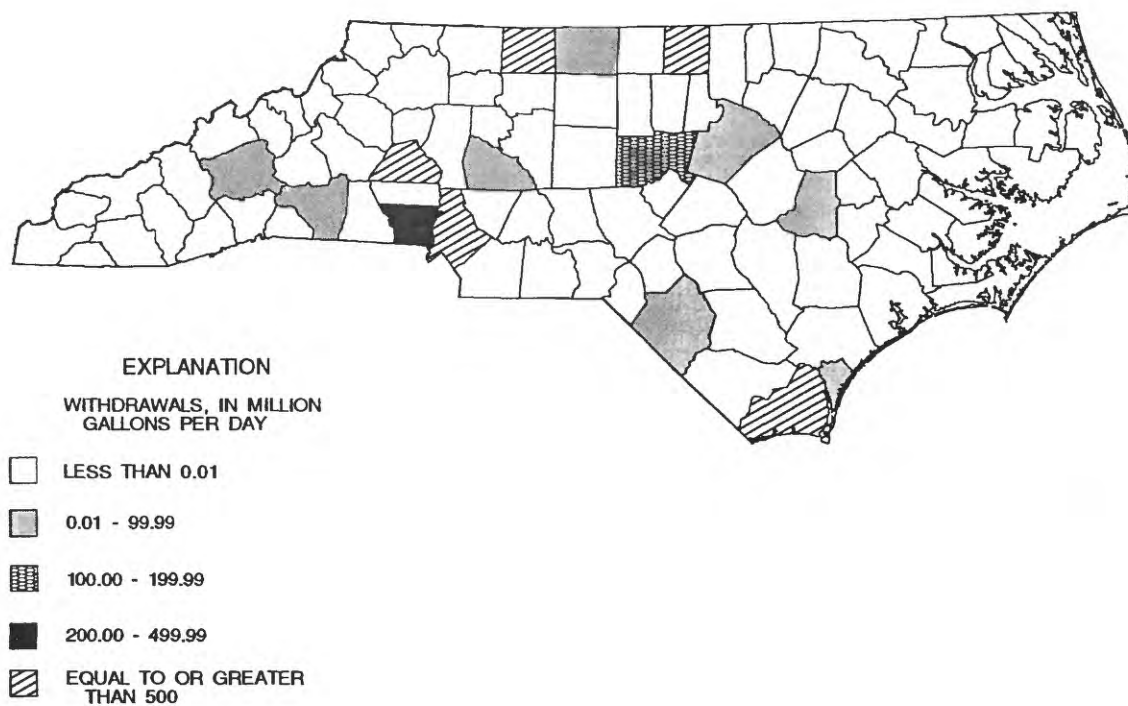 EXPLANATION
WITHDRAWALS, IN MILLION
GALLONS PER DAY
LESS THAN 0.01
0.01 - 99.99
100.00 - 199.99
200.00 - 499.99
EQUAL TO OR GREATER
THAN 500